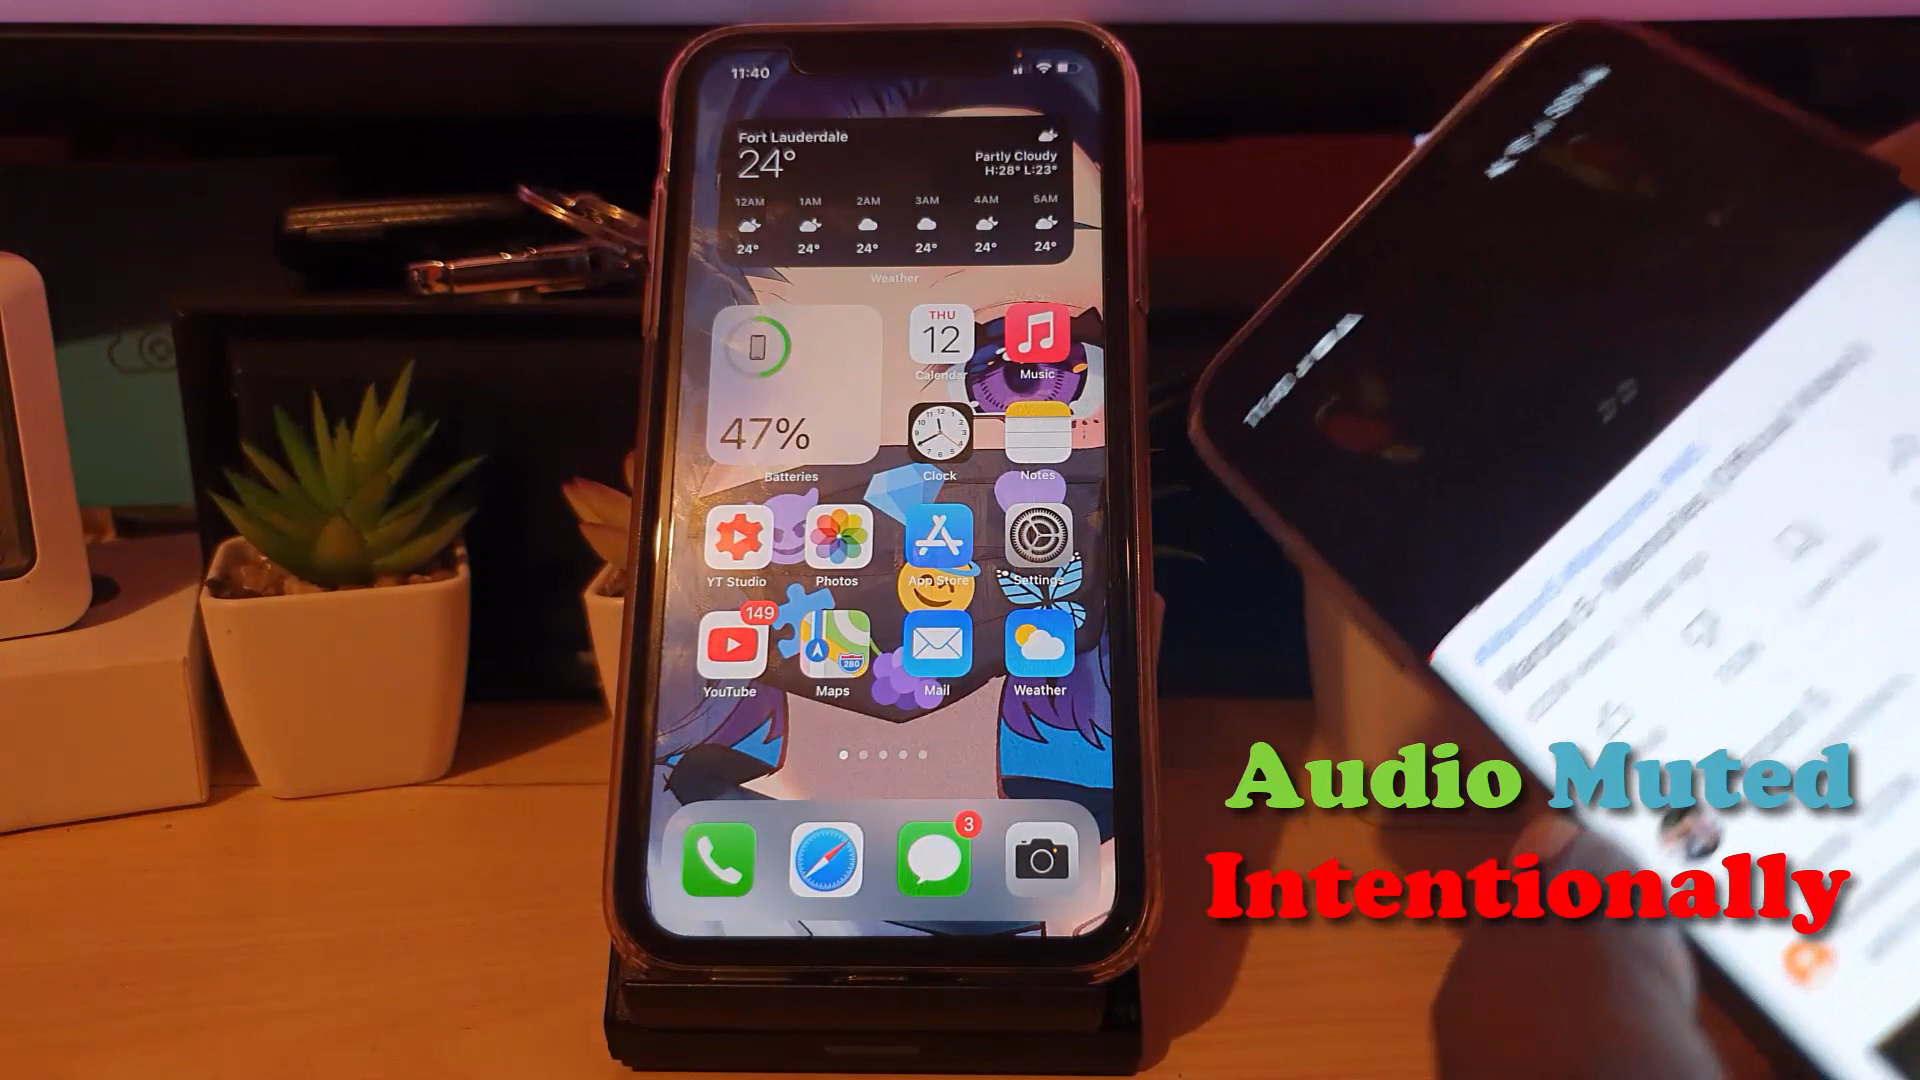 11:40
Fort Lauderdale
24°
Partly Cloudy
H:28° L:23°
12AM 1AM 2AM 3AM 4AM 5AM
24° 24° 24° 24° 24° 24°
Weather
47%
Batteries
THU
12
Calendar
Music
Clock
Notes
YT Studio
Photos
App Store
Settings
149
280
YouTube
Maps
Mail
Weather
3
Audio Muted
Intentionally